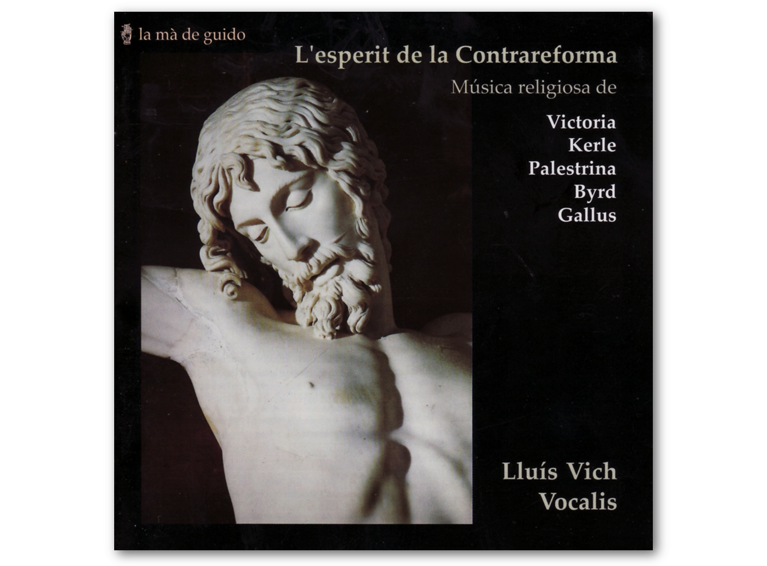 la mà de guido
L'esperit de la Contrareforma
Música religiosa de
Victoria
Kerle
Palestrina
Byrd
Gallus
Lluís Vich
Vocalis